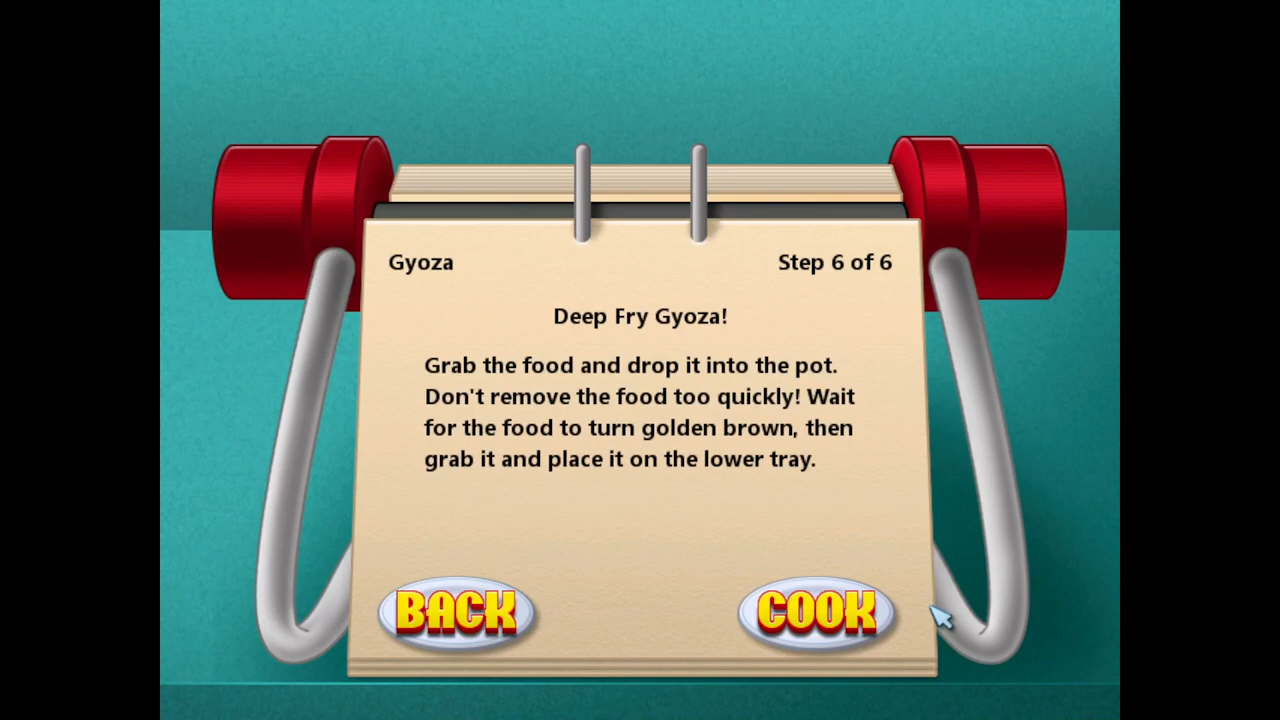 Gyoza
Step 6 of 6
Deep Fry Gyoza!
Grab the food and drop it into the pot.
Don't remove the food too quickly! Wait
for the food to turn golden brown, then
grab it and place it on the lower tray.
BACK
COOK